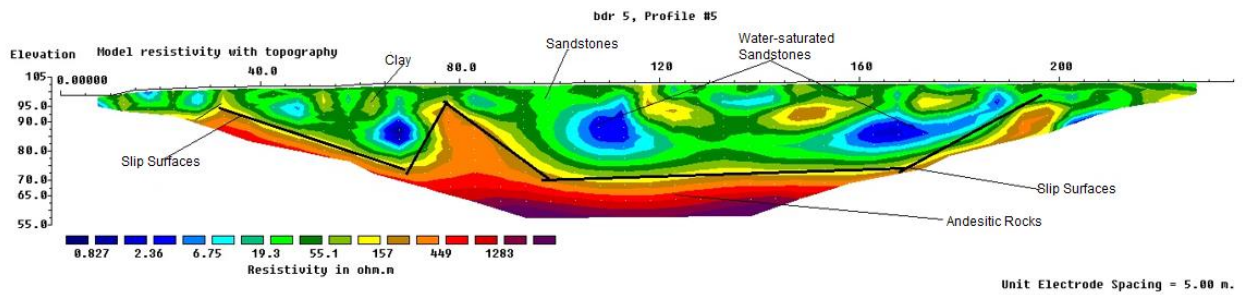 bdr 5, Profile #5
Elevation Model resistivity with topography
Sandstones
Water-saturated
Sandstones
Clay
105 0.00000 40.0 80.0 120 160 200
95.0
90.0
80.0
Slip Surfaces
70.0
65.0
Slip Surfaces
55.0
Andesitic Rocks
0.827 2.36 6.75 19.3 55.1 157 449 1283
Resistivity in ohm.m
Unit Electrode Spacing = 5.00 m.